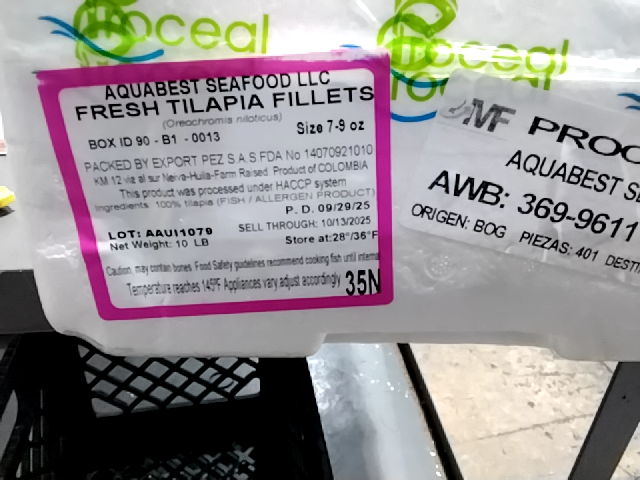 oceal
oceal
AQUABEST SEAFOOD LLC
FRESH TILAPIA FILLETS
(Oreochromis niloticus)
BOX ID 90 - B1 - 0013 Size 7-9 oz
PACKED BY EXPORT PEZ S.A.S FDA No 14070921010
KM 12 vía al sur Neiva-Huila-Farm Raised Product of COLOMBIA
This product was processed under HACCP system
Ingredients: 100% tilapia (FISH / ALLERGEN PRODUCT)
P. D. 09/29/25
LOT: AAUI1079 SELL THROUGH: 10/13/2025
Net Weight: 10 LB Store at:28°/36°F
Caution, may contain bones. Food Safety guidelines recommend cooking fish until interna
Temperature reaches 145ºF Appliances vary adjust accordingly 35N
MF PROC
AQUABEST SE
AWB: 369-9611
ORIGEN: BOG PIEZAS: 401 DESTI